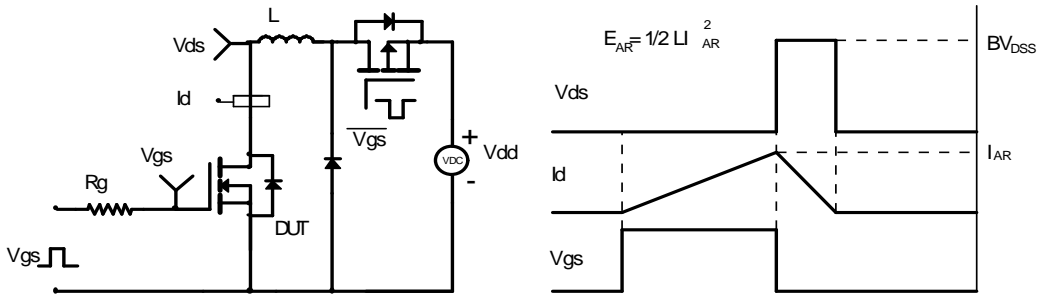 L
Vds
Id
Vgs
Rg
DUT
Vgs
Vgs
VDC
+
Vdd
-
E_AR= 1/2 LI²_AR
BV_DSS
Vds
I_AR
Id
Vgs